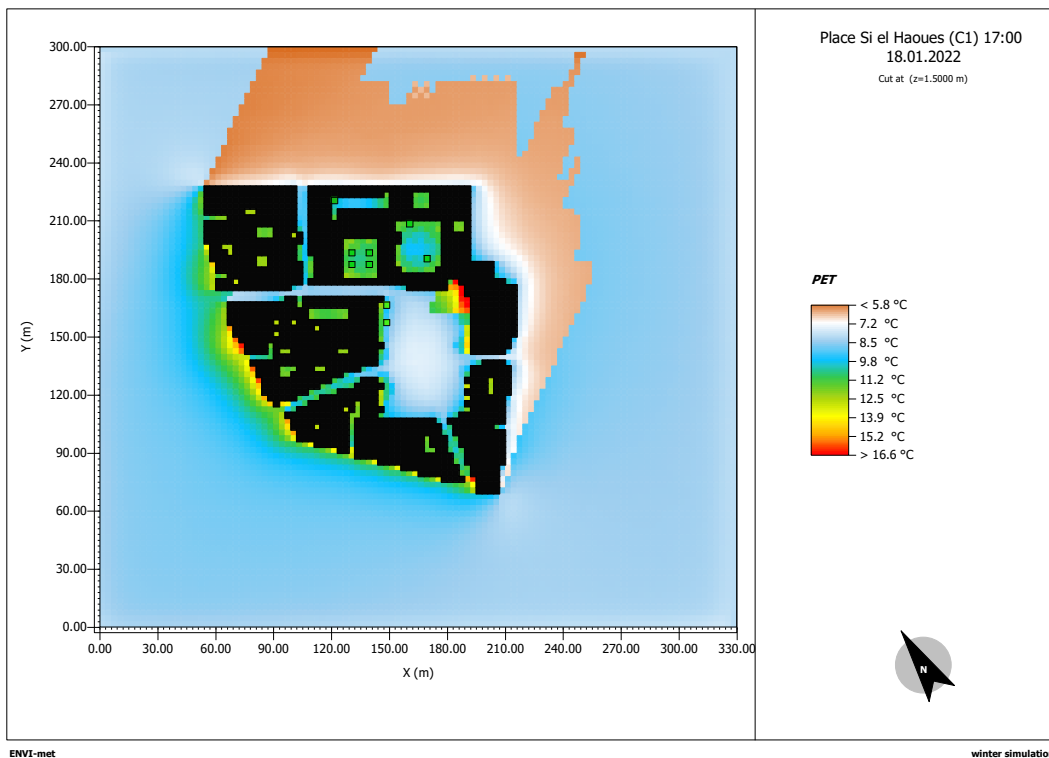 Place Si el Haoues (C1) 17:00
18.01.2022
Cut at (z=1.5000 m)
300.00
270.00
240.00
210.00
180.00
150.00
120.00
90.00
60.00
30.00
0.00
Y (m)
0.00 30.00 60.00 90.00 120.00 150.00 180.00 210.00 240.00 270.00 300.00 330.00
X (m)
PET
< 5.8 °C
7.2 °C
8.5 °C
9.8 °C
11.2 °C
12.5 °C
13.9 °C
15.2 °C
> 16.6 °C
N
ENVI-met
winter simulatio